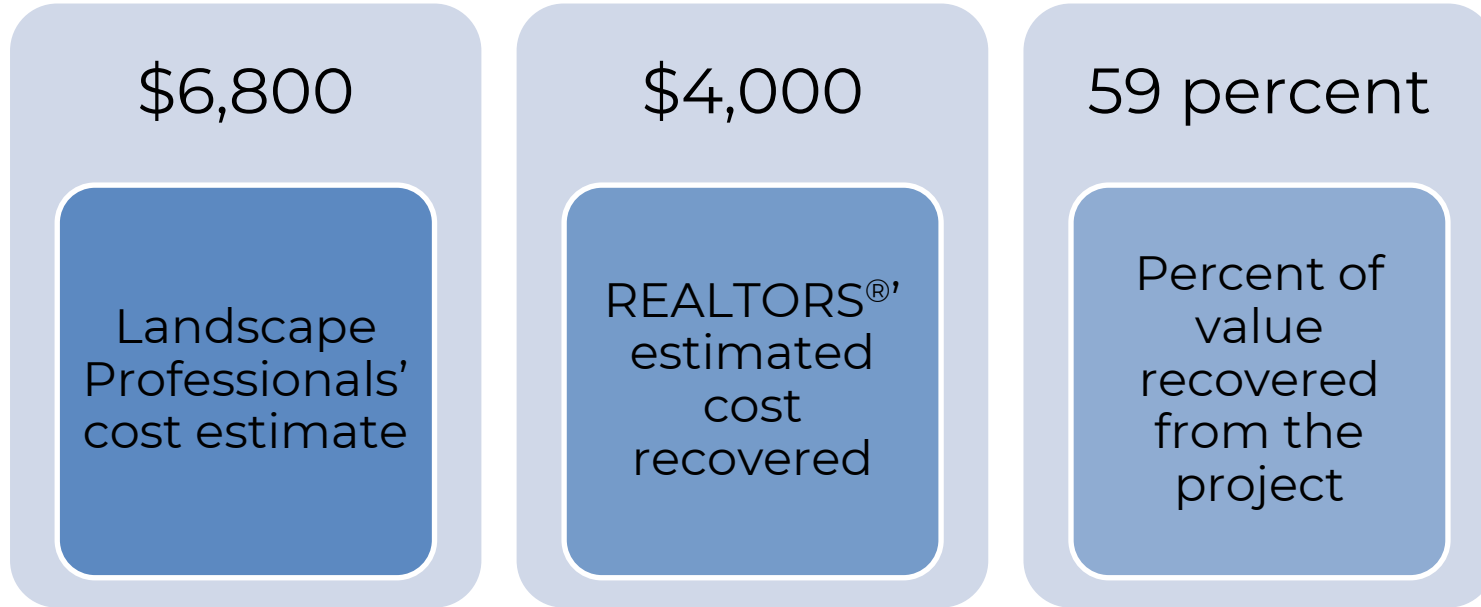 $6,800
Landscape
Professionals’
cost estimate
$4,000
REALTORS®’
estimated
cost
recovered
59 percent
Percent of
value
recovered
from the
project